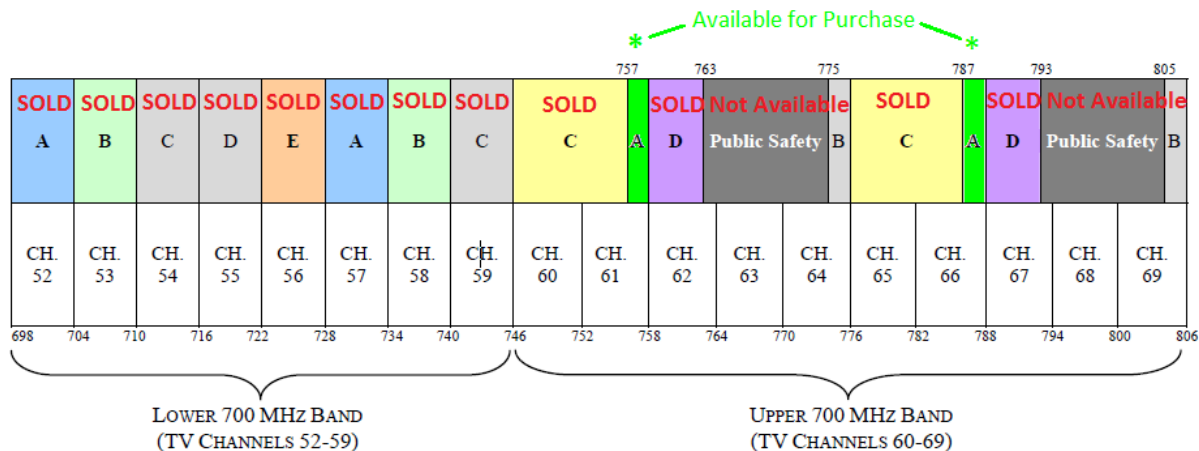 Available for Purchase
* *
757 763 775 787 793 805
SOLD SOLD SOLD SOLD SOLD SOLD SOLD SOLD SOLD SOLD Not Available SOLD SOLD Not Available
A B C D E A B C C A D Public Safety B C A D Public Safety B
CH. CH. CH. CH. CH. CH. CH. CH. CH. CH. CH. CH. CH. CH. CH. CH. CH. CH.
52 53 54 55 56 57 58 59 60 61 62 63 64 65 66 67 68 69
698 704 710 716 722 728 734 740 746 752 758 764 770 776 782 788 794 800 806
LOWER 700 MHZ BAND UPPER 700 MHZ BAND
(TV CHANNELS 52-59) (TV CHANNELS 60-69)